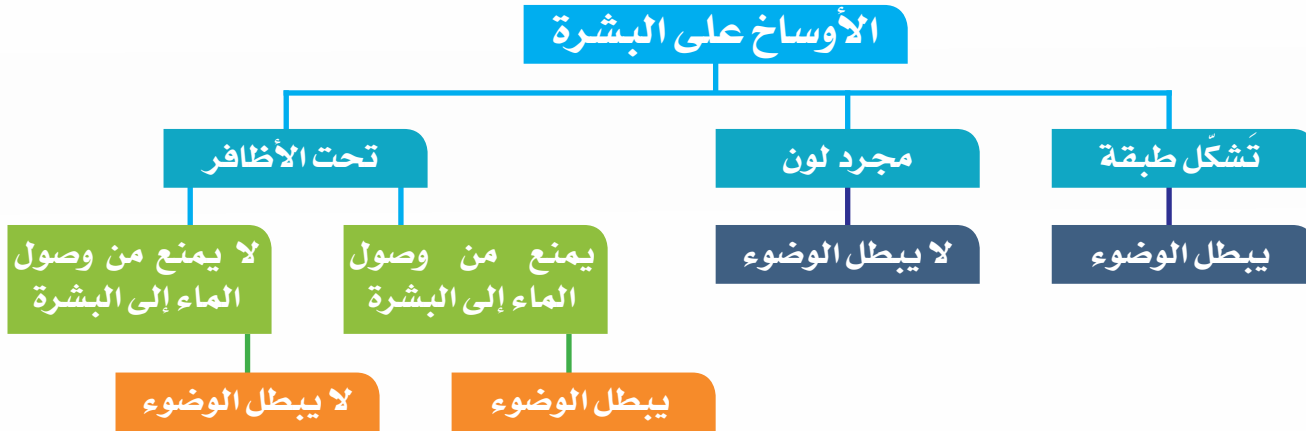 الأوساخ على البشرة
تَشكّل طبقة
مجرد لون
تحت الأظافر
يبطل الوضوء
لا يبطل الوضوء
يمنع من وصول
الماء إلى البشرة
لا يمنع من وصول
الماء إلى البشرة
يبطل الوضوء
لا يبطل الوضوء